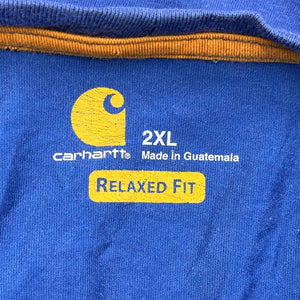 2XL
carhartt®
Made in Guatemala
RELAXED FIT